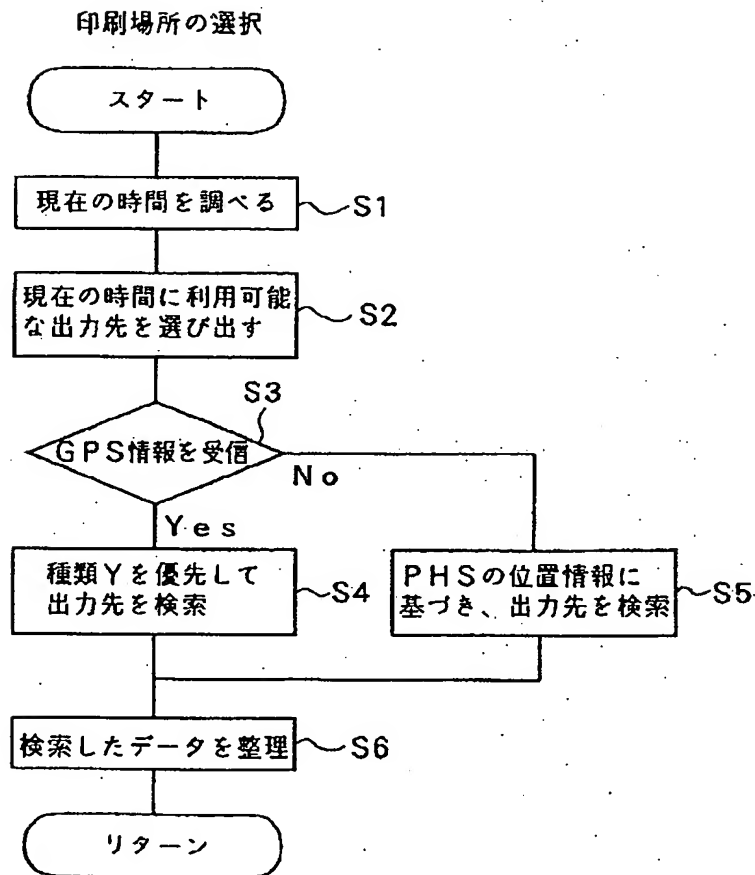 印刷場所の選択
スタート
現在の時間を調べる
S1
現在の時間に利用可能
な出力先を選び出す
S2
S3
GPS情報を受信
No
Yes
種類Yを優先して
出力先を検索
S4
PHSの位置情報に
基づき、出力先を検索
S5
検索したデータを整理
S6
リターン